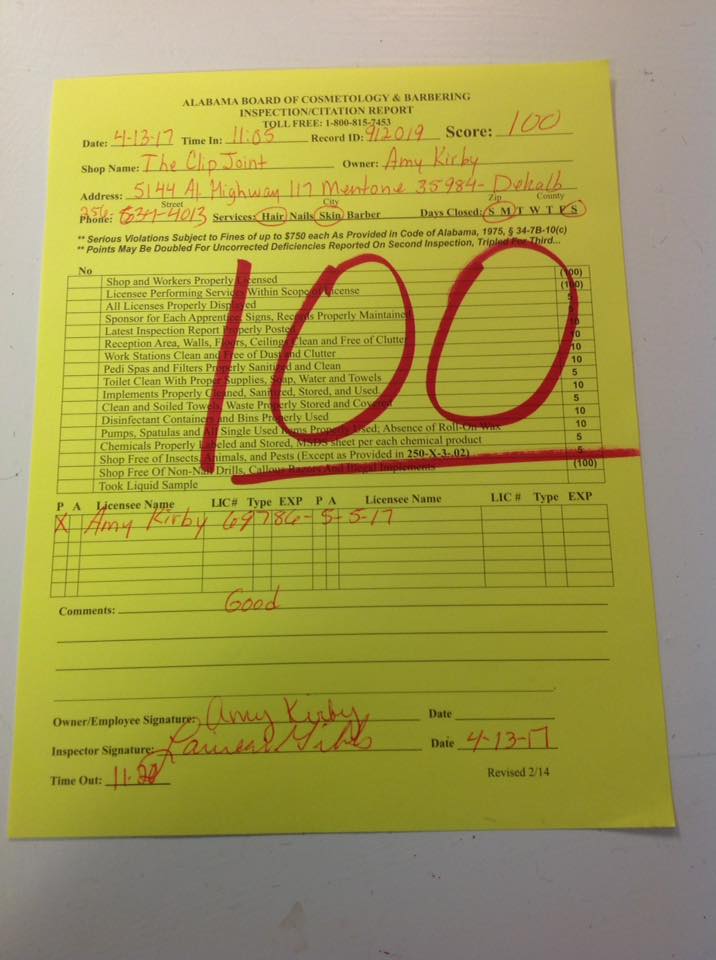 ALABAMA BOARD OF COSMETOLOGY & BARBERING
INSPECTION/CITATION REPORT
TOLL FREE: 1-800-815-7453
Date: 4-13-17 Time In: 11:05 Record ID: 912019 Score: 100
Shop Name: The Clip Joint Owner: Amy Kirby
Address: 5144 Al Highway 117 Mentone 35984- Dekalb
Street City Zip County
Phone: 256- 634-4013 Services: Hair Nails Skin Barber Days Closed: S M T W T F S
** Serious Violations Subject to Fines of up to $750 each As Provided in Code of Alabama, 1975, § 34-7B-10(c)
** Points May be Doubled For Uncorrected Deficiencies Reported On Second Inspection, Tripled For Third...
No
100
Shop and Workers Properly Licensed (100)
Licensee Performing Services Within Scope of License (100)
All Licenses Properly Displayed 5
Sponsor for Each Apprentice, Signs, Records Properly Maintained 5
Latest Inspection Report Properly Posted 10
Reception Area, Walls, Floors, Ceilings Clean and Free of Clutter 10
Work Stations Clean and Free of Dust and Clutter 10
Pedi Spas and Filters Properly Sanitized and Clean 10
Toilet Clean With Proper Supplies, Soap, Water and Towels 5
Implements Properly Cleaned, Sanitized, Stored, and Used 10
Clean and Soiled Towels, Waste Properly Stored and Covered 5
Disinfectant Containers and Bins Properly Used 10
Pumps, Spatulas and All Single Used Items Properly Used; Absence of Roll-On Wax 10
Chemicals Properly Labeled and Stored, MSDS sheet per each chemical product 5
Shop Free of Insects, Animals, and Pests (Except as Provided in 250-X-3-.02) 5
Shop Free Of Non-Nail Drills, Callous Razors And Illegal Implements (100)
Took Liquid Sample
P A Licensee Name LIC# Type EXP P A Licensee Name LIC # Type EXP
X Amy Kirby 69786- 5-5-17
Comments: Good
Owner/Employee Signature: Amy Kirby Date
Inspector Signature: Date 4-13-17
Time Out: 11:
Revised 2/14